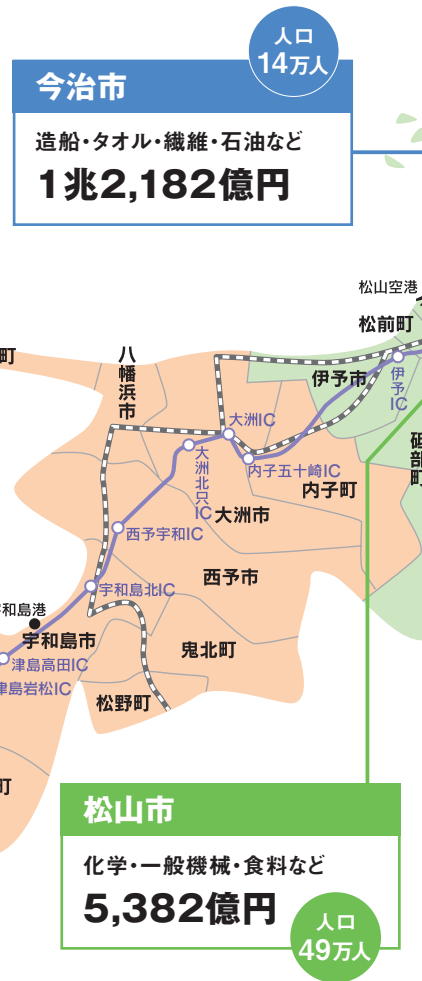 人口
14万人
今治市
造船・タオル・繊維・石油など
1兆2,182億円
松山空港
松前町
町
八幡浜市
伊予市
伊予IC
大洲IC
砥部町
大洲北只IC
内子五十崎IC
内子町
大洲市
西予宇和IC
西予市
宇和島北IC
和島港
宇和島市
鬼北町
津島高田IC
津島岩松IC
松野町
町
松山市
化学・一般機械・食料など
5,382億円
人口
49万人